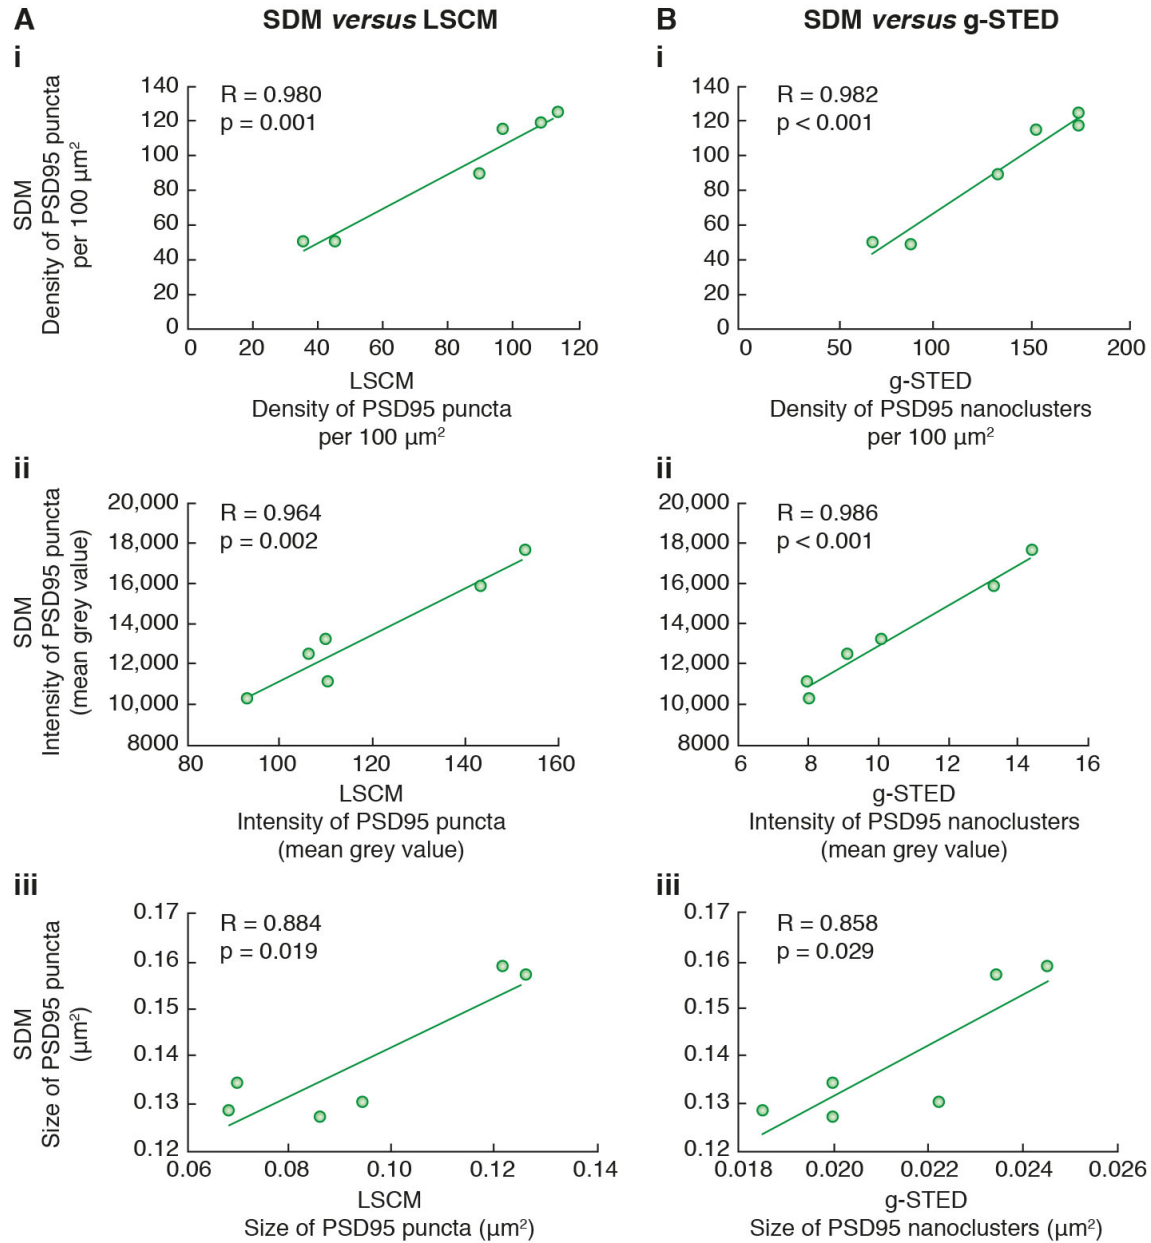 A
SDM versus LSCM
B
SDM versus g-STED
i
SDM
Density of PSD95 puncta
per 100 µm²
140
120
100
80
60
40
20
0
R = 0.980
p = 0.001
0 20 40 60 80 100 120
LSCM
Density of PSD95 puncta
per 100 µm²
i
140
120
100
80
60
40
20
0
R = 0.982
p < 0.001
0 50 100 150 200
g-STED
Density of PSD95 nanoclusters
per 100 µm²
ii
SDM
Intensity of PSD95 puncta
(mean grey value)
20,000
18,000
16,000
14,000
12,000
10,000
8000
R = 0.964
p = 0.002
80 100 120 140 160
LSCM
Intensity of PSD95 puncta
(mean grey value)
ii
20,000
18,000
16,000
14,000
12,000
10,000
8000
R = 0.986
p < 0.001
6 8 10 12 14 16
g-STED
Intensity of PSD95 nanoclusters
(mean grey value)
iii
SDM
Size of PSD95 puncta
(µm²)
0.17
0.16
0.15
0.14
0.13
0.12
R = 0.884
p = 0.019
0.06 0.08 0.10 0.12 0.14
LSCM
Size of PSD95 puncta (µm²)
iii
0.17
0.16
0.15
0.14
0.13
0.12
R = 0.858
p = 0.029
0.018 0.020 0.022 0.024 0.026
g-STED
Size of PSD95 nanoclusters (µm²)